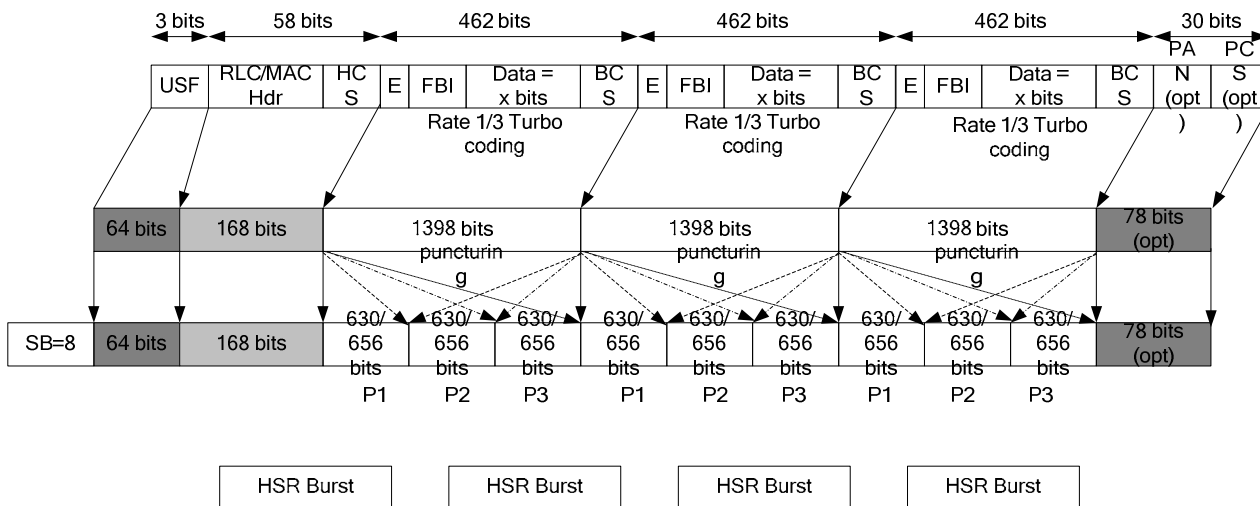 3 bits 58 bits 462 bits 462 bits 462 bits 30 bits
USF RLC/MAC Hdr HC S E FBI Data = x bits BC S E FBI Data = x bits BC S E FBI Data = x bits BC S PA N (opt ) PC S (opt )
Rate 1/3 Turbo coding Rate 1/3 Turbo coding Rate 1/3 Turbo coding
64 bits 168 bits 1398 bits puncturin g 1398 bits puncturin g 1398 bits puncturin g 78 bits (opt)
SB=8 64 bits 168 bits 630/ 656 bits 630/ 656 bits 630/ 656 bits 630/ 656 bits 630/ 656 bits 630/ 656 bits 630/ 656 bits 630/ 656 bits 630/ 656 bits 78 bits (opt)
P1 P2 P3 P1 P2 P3 P1 P2 P3
HSR Burst HSR Burst HSR Burst HSR Burst